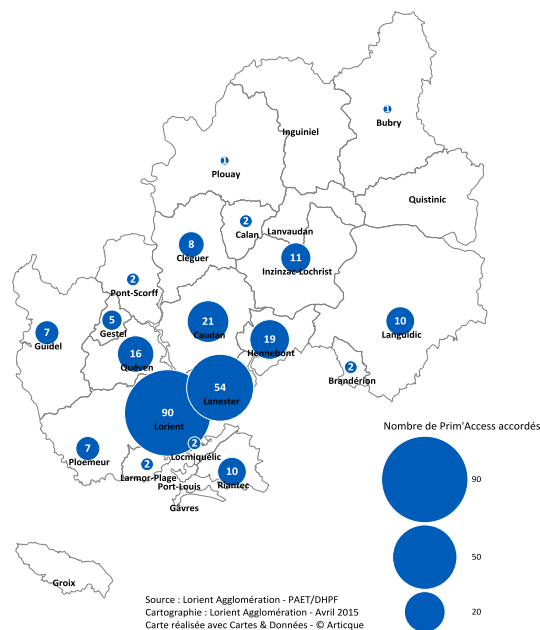 1
Bubry
Inguiniel
1
Plouay
Quistinic
2
Calan
Lanvaudan
8
Cléguer
11
Inzinzac-Lochrist
2
Pont-Scorff
5
Gestel
7
Guidel
21
Caudan
10
Languidic
19
Hennebont
16
Quéven
2
Brandérion
54
Lanester
90
Lorient
Nombre de Prim'Access accordés
2
Locmiquélic
7
Ploemeur
2
Larmor-Plage
10
Riantec
Port-Louis
90
Gâvres
50
Groix
Source : Lorient Agglomération - PAET/DHPF
Cartographie : Lorient Agglomération - Avril 2015
20
Carte réalisée avec Cartes & Données - © Articque